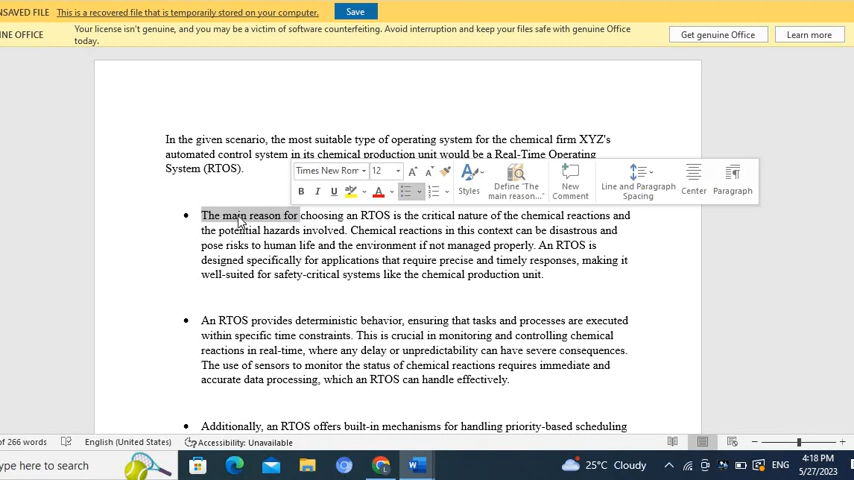 NSAVED FILE This is a recovered file that is temporarily stored on your computer. Save
NE OFFICE Your license isn't genuine, and you may be a victim of software counterfeiting. Avoid interruption and keep your files safe with genuine Office
today. Get genuine Office Learn more
In the given scenario, the most suitable type of operating system for the chemical firm XYZ's
automated control system in its chemical production unit would be a Real-Time Operating
System (RTOS).
Times New Rom 12
B I U A Styles Define "The
main reason... New
Comment Line and Paragraph
Spacing Center Paragraph
• The main reason for choosing an RTOS is the critical nature of the chemical reactions and
the potential hazards involved. Chemical reactions in this context can be disastrous and
pose risks to human life and the environment if not managed properly. An RTOS is
designed specifically for applications that require precise and timely responses, making it
well-suited for safety-critical systems like the chemical production unit.
• An RTOS provides deterministic behavior, ensuring that tasks and processes are executed
within specific time constraints. This is crucial in monitoring and controlling chemical
reactions in real-time, where any delay or unpredictability can have severe consequences.
The use of sensors to monitor the status of chemical reactions requires immediate and
accurate data processing, which an RTOS can handle effectively.
• Additionally, an RTOS offers built-in mechanisms for handling priority-based scheduling
of 266 words English (United States) Accessibility: Unavailable 100%
ype here to search 25°C Cloudy ENG 4:18 PM
5/27/2023